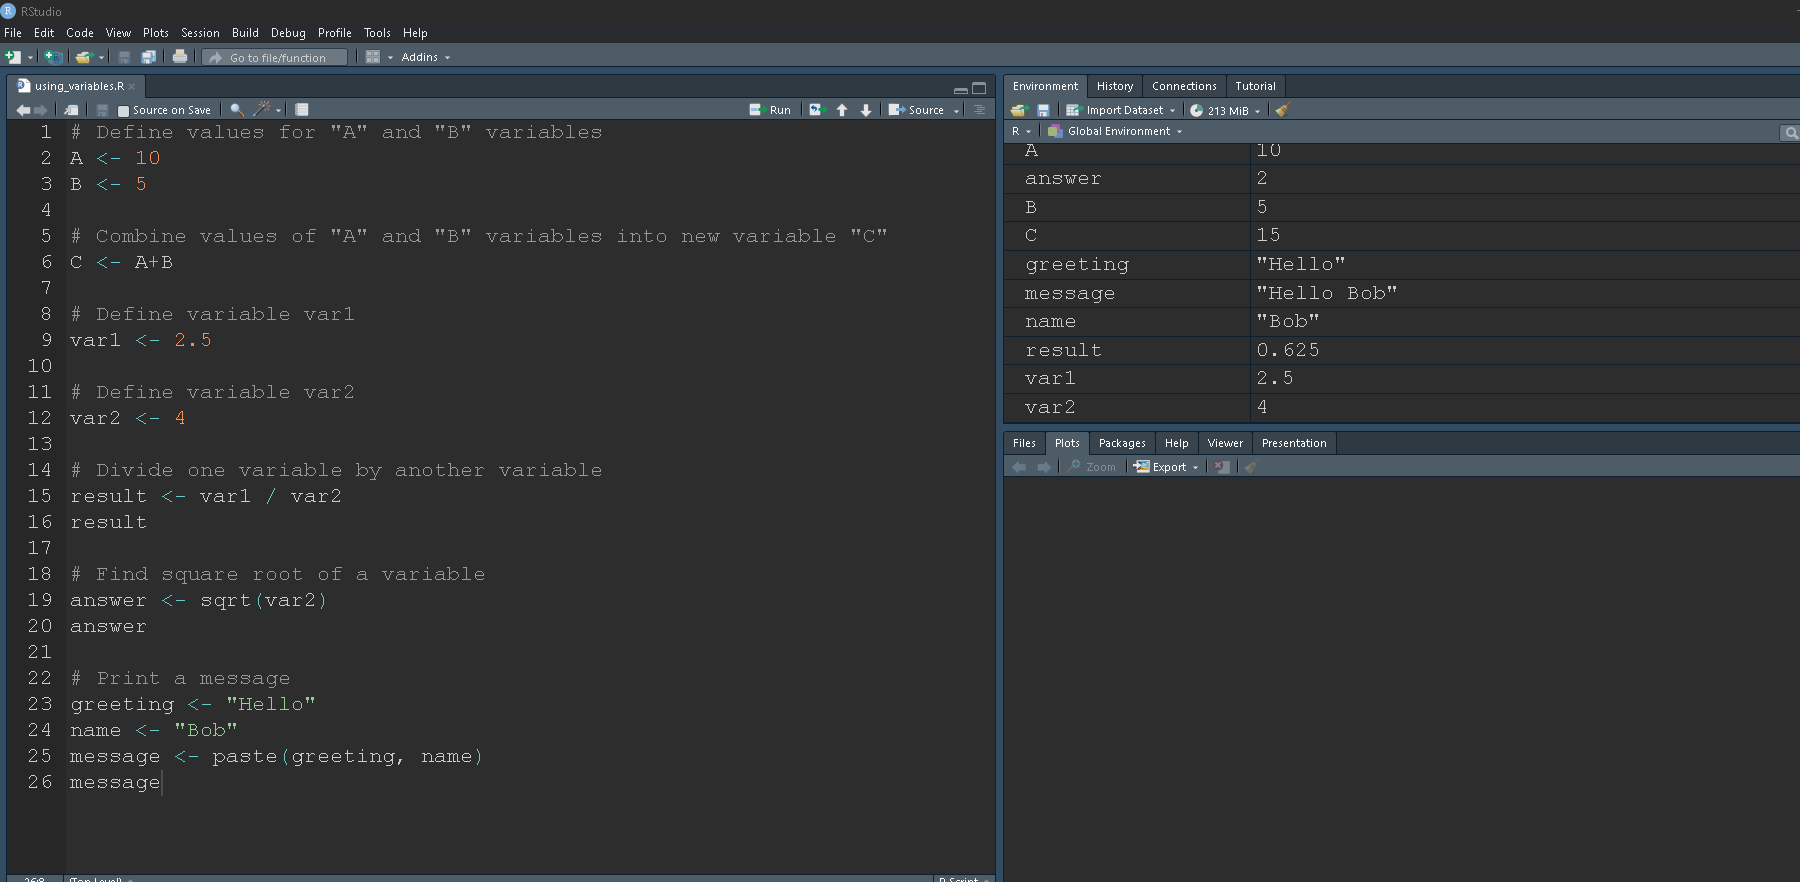 RStudio
File Edit Code View Plots Session Build Debug Profile Tools Help
Go to file/function Addins
using_variables.R
Source on Save Run Source
1 # Define values for "A" and "B" variables
2 A <- 10
3 B <- 5
4
5 # Combine values of "A" and "B" variables into new variable "C"
6 C <- A+B
7
8 # Define variable var1
9 var1 <- 2.5
10
11 # Define variable var2
12 var2 <- 4
13
14 # Divide one variable by another variable
15 result <- var1 / var2
16 result
17
18 # Find square root of a variable
19 answer <- sqrt(var2)
20 answer
21
22 # Print a message
23 greeting <- "Hello"
24 name <- "Bob"
25 message <- paste(greeting, name)
26 message
26:8 (Top Level) R Script
Environment History Connections Tutorial
Import Dataset 213 MiB
R Global Environment
A 10
answer 2
B 5
C 15
greeting "Hello"
message "Hello Bob"
name "Bob"
result 0.625
var1 2.5
var2 4
Files Plots Packages Help Viewer Presentation
Zoom Export